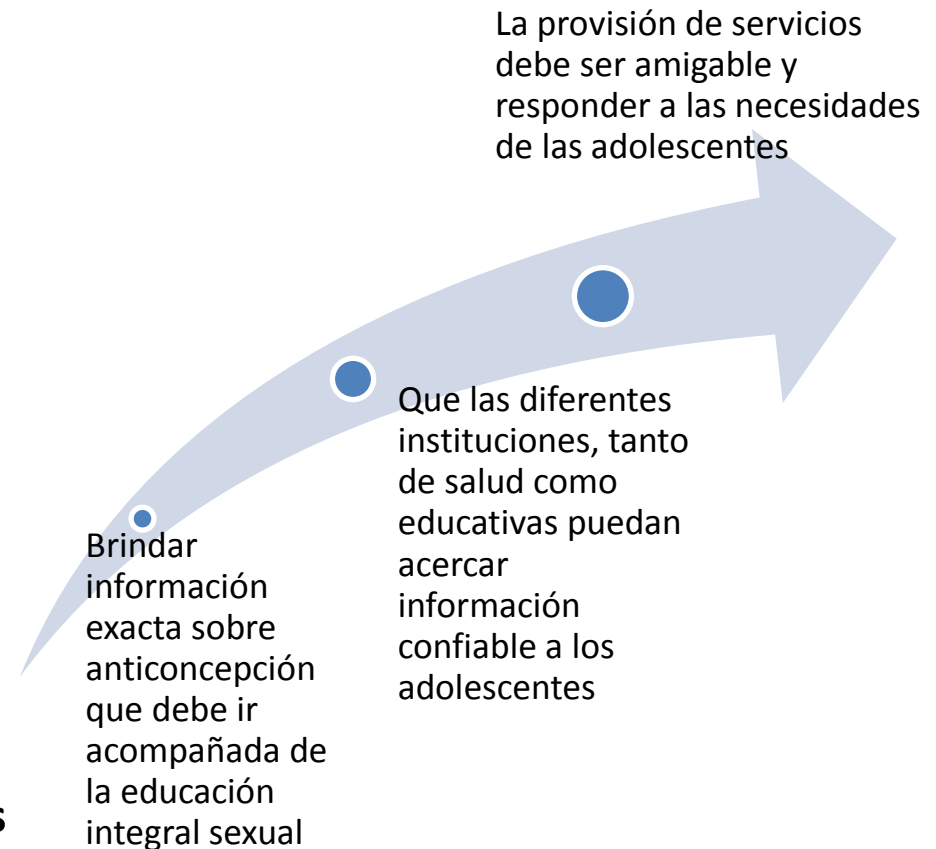 La provisión de servicios
debe ser amigable y
responder a las necesidades
de las adolescentes
Que las diferentes
instituciones, tanto
de salud como
educativas puedan
acercar
información
confiable a los
adolescentes
Brindar
información
exacta sobre
anticoncepción
que debe ir
acompañada de
la educación
integral sexual
s